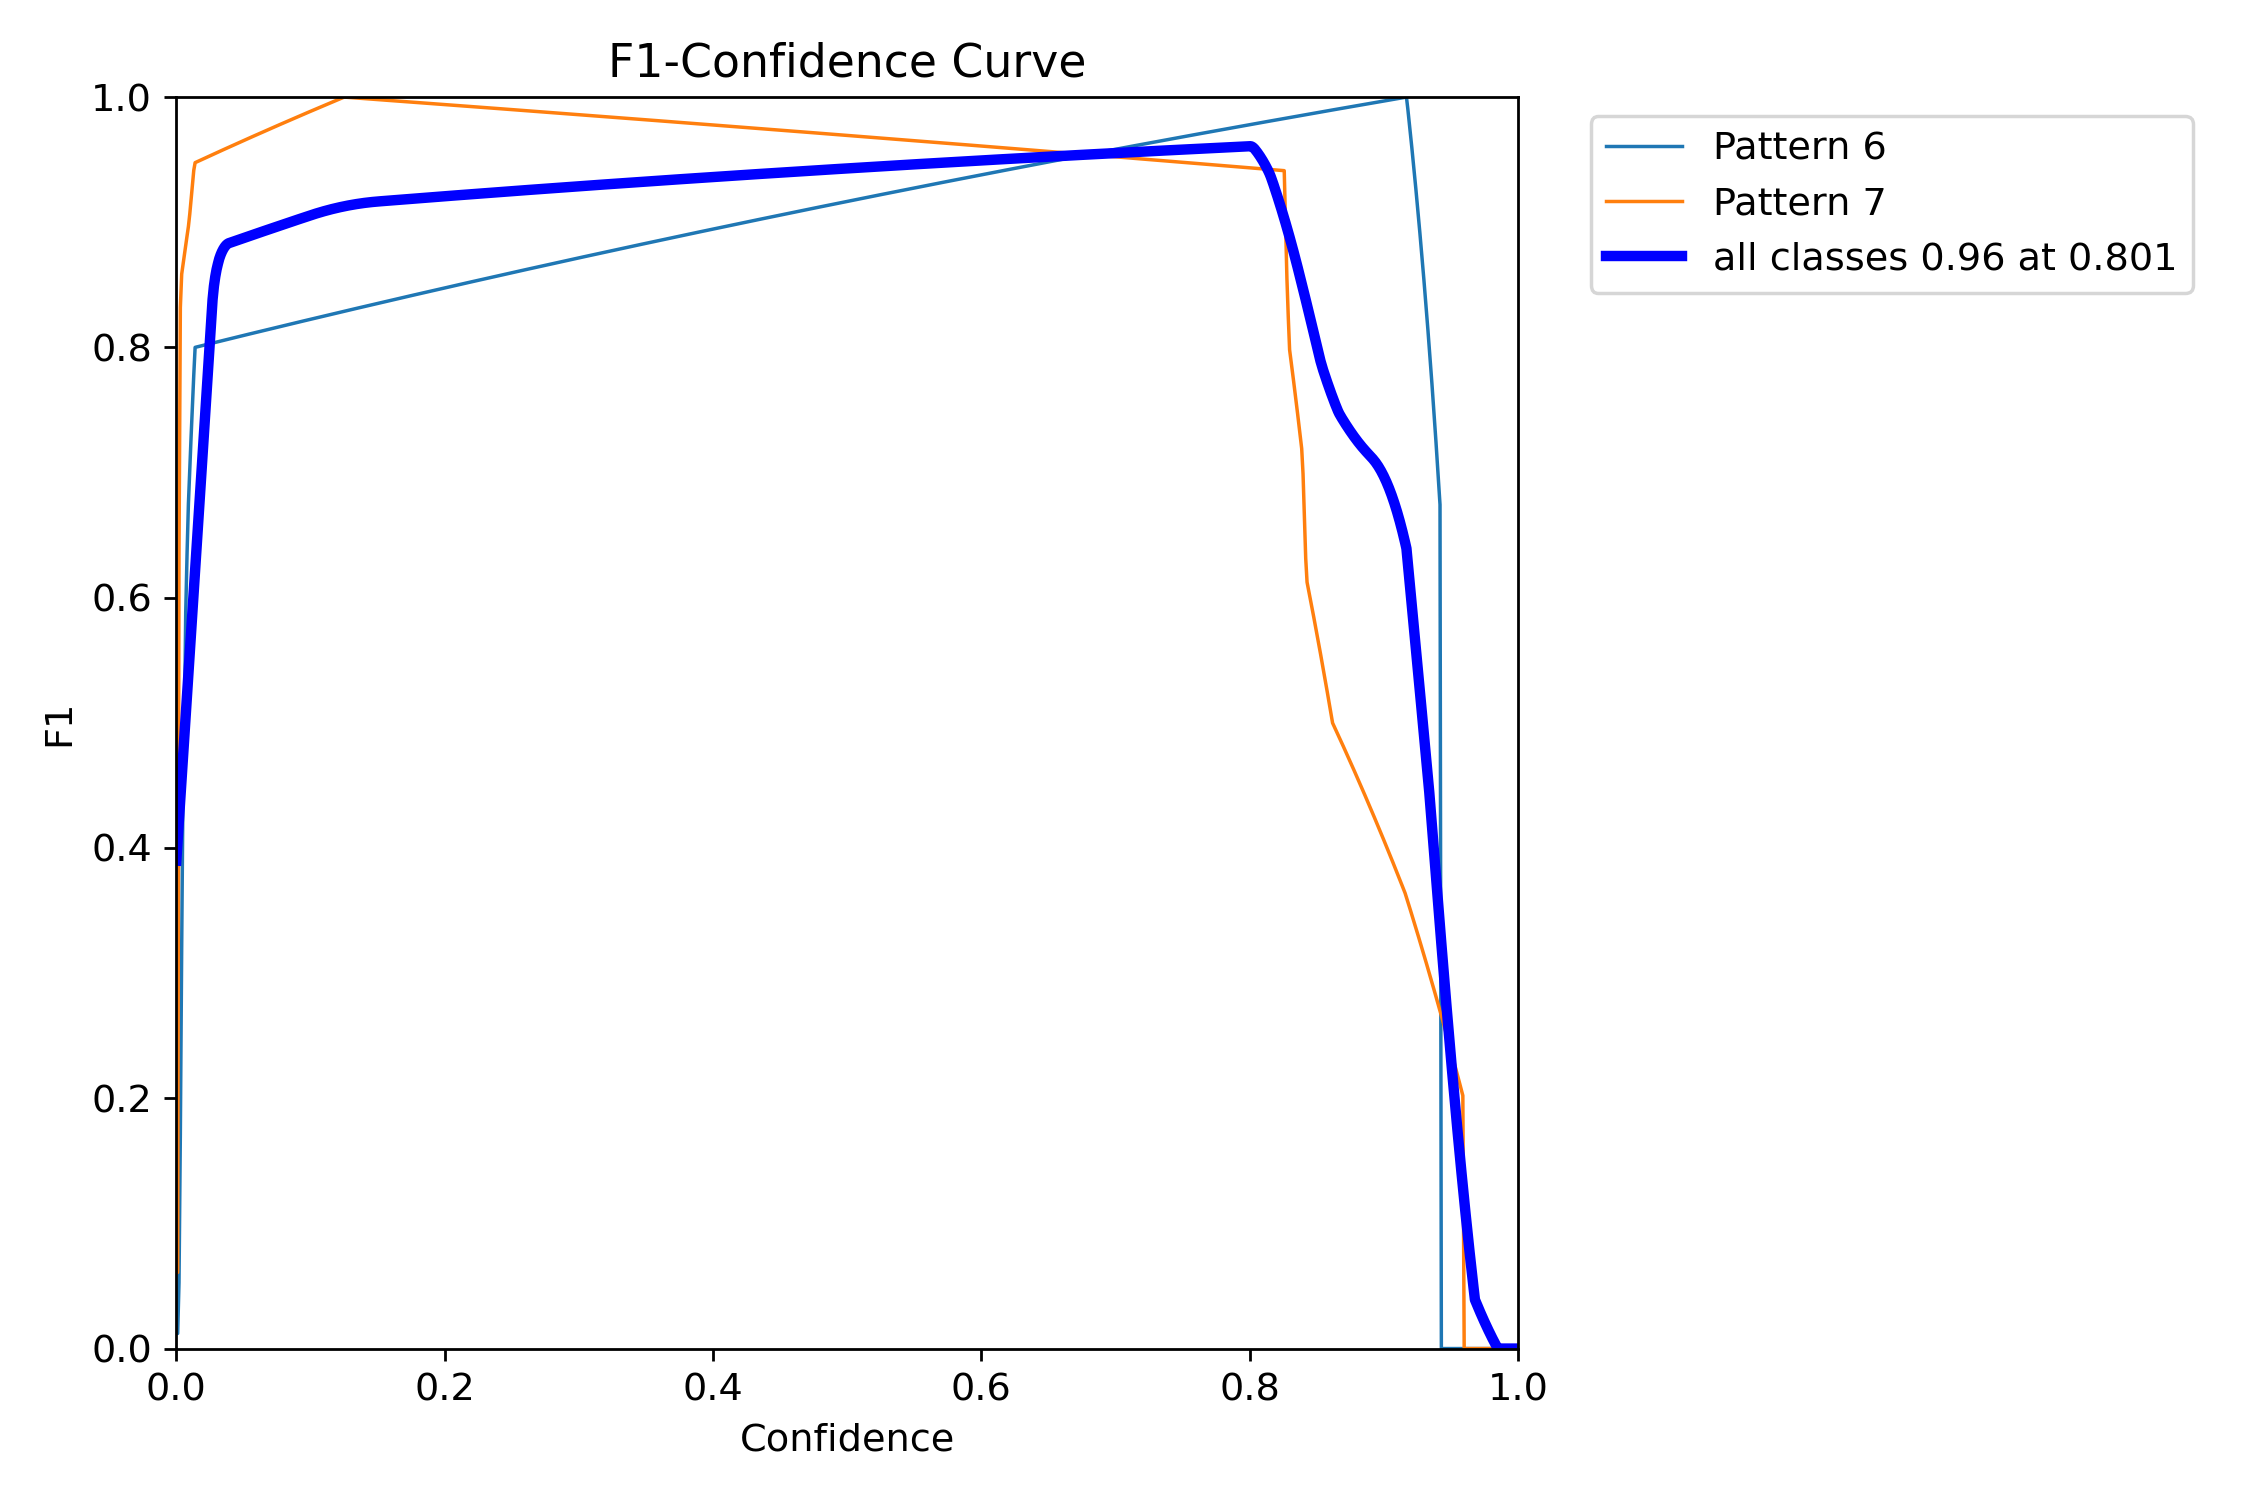 F1-Confidence Curve
Pattern 6
Pattern 7
all classes 0.96 at 0.801
F1
1.0
0.8
0.6
0.4
0.2
0.0
0.0 0.2 0.4 0.6 0.8 1.0
Confidence